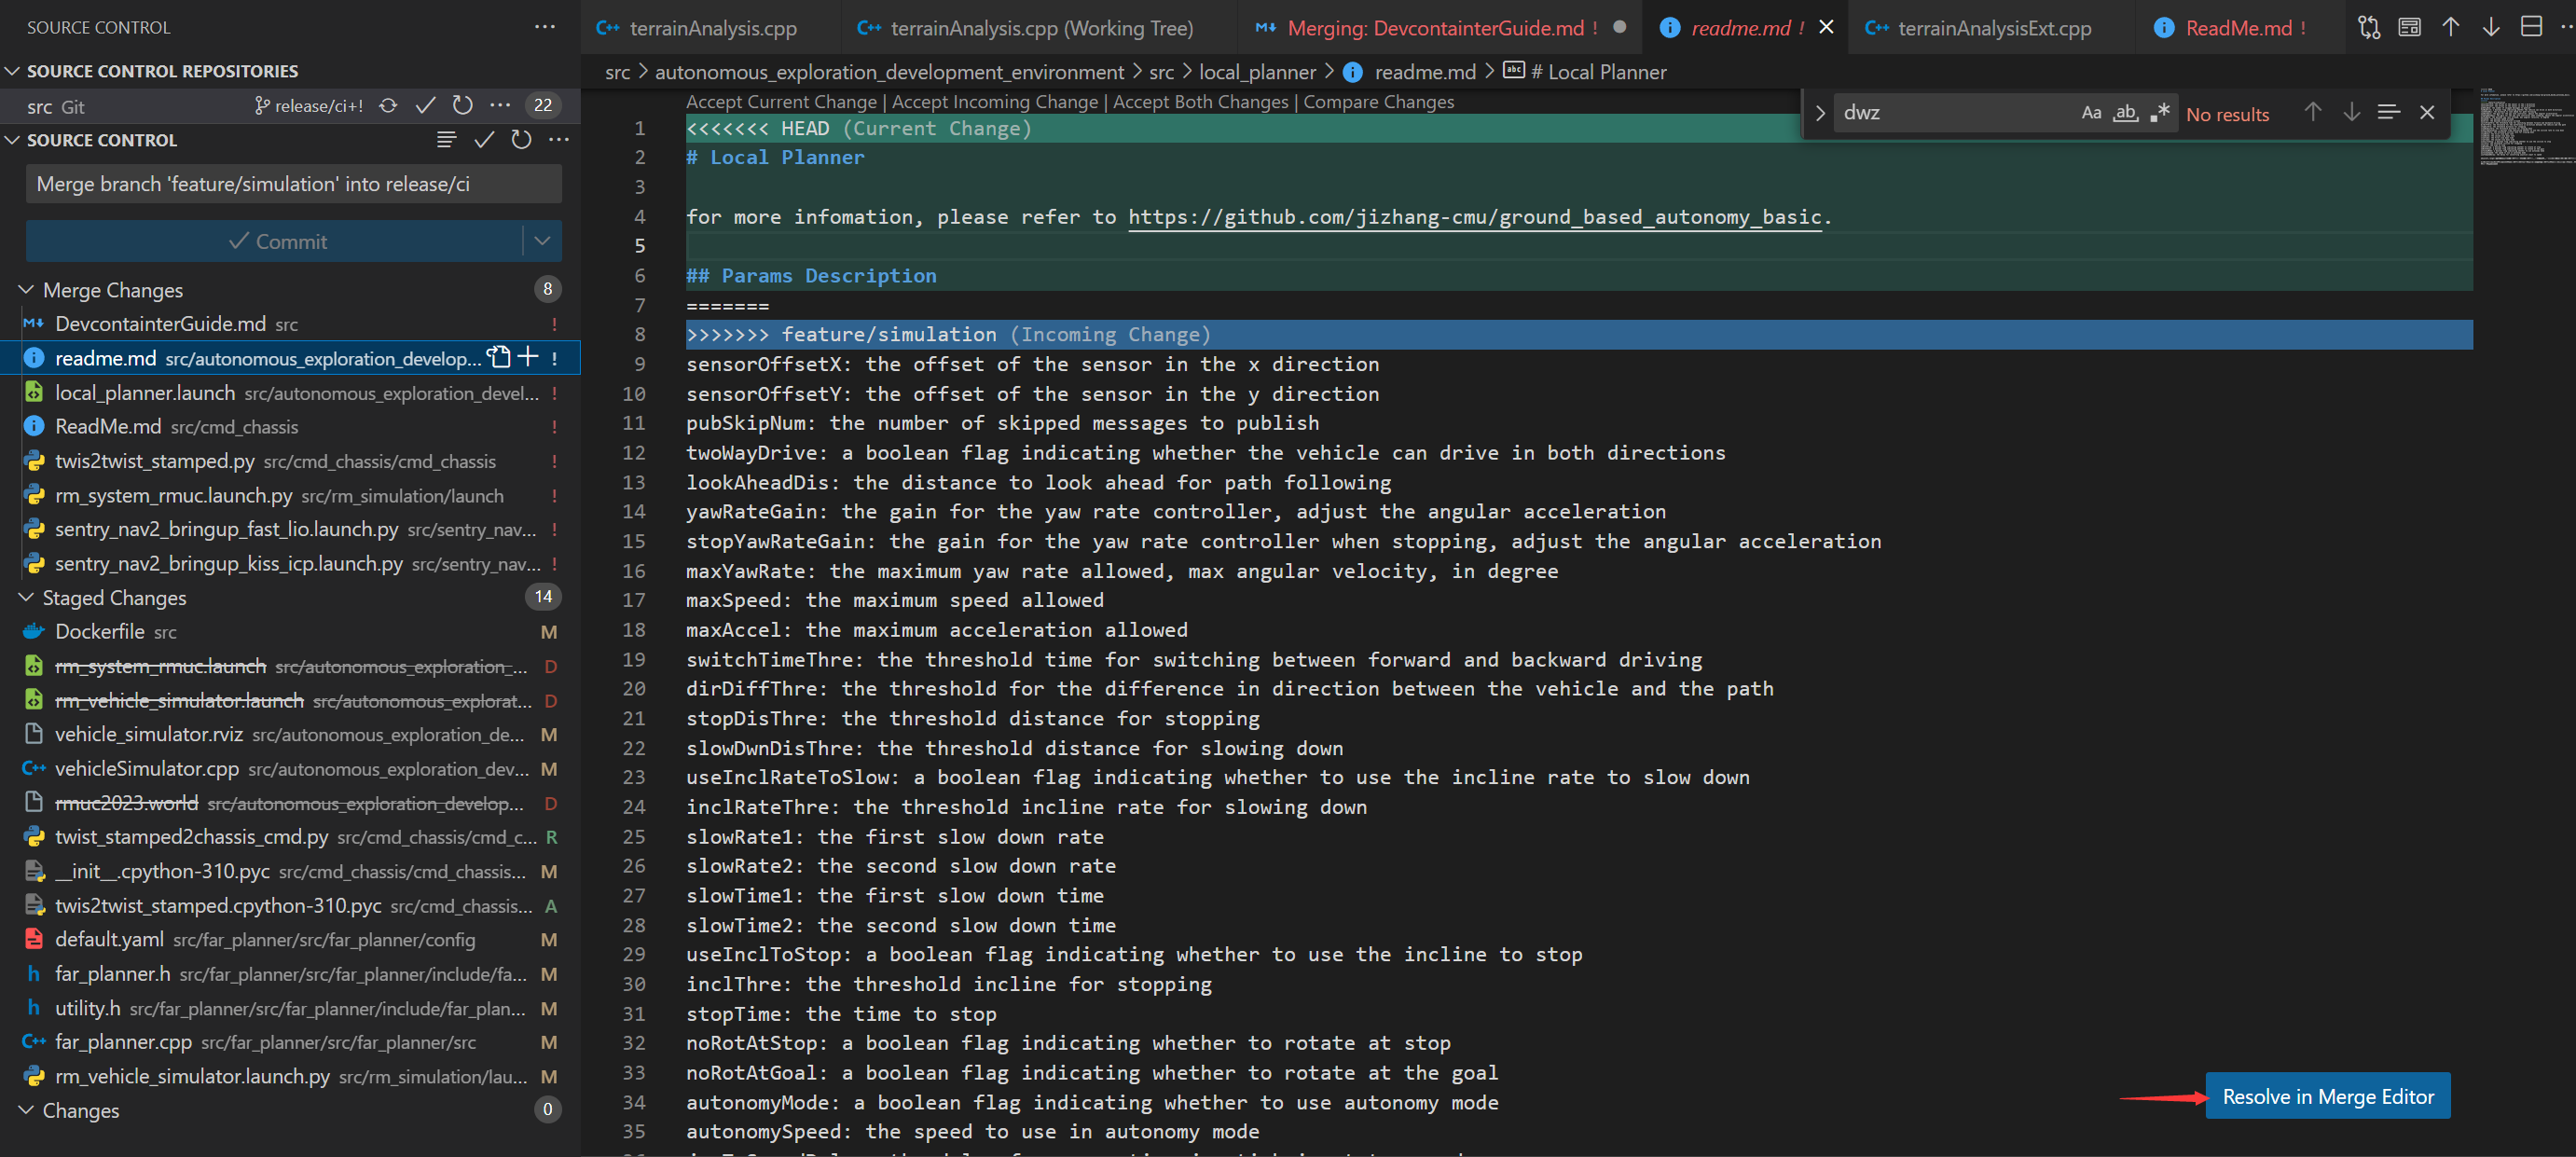 SOURCE CONTROL
SOURCE CONTROL REPOSITORIES
src Git release/ci+! 22
SOURCE CONTROL
Merge branch 'feature/simulation' into release/ci
Commit
Merge Changes 8
DevcontainterGuide.md src !
readme.md src/autonomous_exploration_develop... !
local_planner.launch src/autonomous_exploration_devel... !
ReadMe.md src/cmd_chassis !
twis2twist_stamped.py src/cmd_chassis/cmd_chassis !
rm_system_rmuc.launch.py src/rm_simulation/launch !
sentry_nav2_bringup_fast_lio.launch.py src/sentry_nav... !
sentry_nav2_bringup_kiss_icp.launch.py src/sentry_nav... !
Staged Changes 14
Dockerfile src M
rm_system_rmuc.launch src/autonomous_exploration_... D
rm_vehicle_simulator.launch src/autonomous_explorat... D
vehicle_simulator.rviz src/autonomous_exploration_de... M
vehicleSimulator.cpp src/autonomous_exploration_dev... M
rmuc2023.world src/autonomous_exploration_develop... D
twist_stamped2chassis_cmd.py src/cmd_chassis/cmd_c... R
__init__.cpython-310.pyc src/cmd_chassis/cmd_chassis... M
twis2twist_stamped.cpython-310.pyc src/cmd_chassis... A
default.yaml src/far_planner/src/far_planner/config M
far_planner.h src/far_planner/src/far_planner/include/fa... M
utility.h src/far_planner/src/far_planner/include/far_plan... M
far_planner.cpp src/far_planner/src/far_planner/src M
rm_vehicle_simulator.launch.py src/rm_simulation/lau... M
Changes 0
terrainAnalysis.cpp terrainAnalysis.cpp (Working Tree) Merging: DevcontainterGuide.md ! readme.md ! terrainAnalysisExt.cpp ReadMe.md !
src > autonomous_exploration_development_environment > src > local_planner > readme.md > # Local Planner
Accept Current Change | Accept Incoming Change | Accept Both Changes | Compare Changes
dwz Aa ab No results
1 <<<<<<< HEAD (Current Change)
2 # Local Planner
3
4 for more infomation, please refer to https://github.com/jizhang-cmu/ground_based_autonomy_basic.
5
6 ## Params Description
7 =======
8 >>>>>>> feature/simulation (Incoming Change)
9 sensorOffsetX: the offset of the sensor in the x direction
10 sensorOffsetY: the offset of the sensor in the y direction
11 pubSkipNum: the number of skipped messages to publish
12 twoWayDrive: a boolean flag indicating whether the vehicle can drive in both directions
13 lookAheadDis: the distance to look ahead for path following
14 yawRateGain: the gain for the yaw rate controller, adjust the angular acceleration
15 stopYawRateGain: the gain for the yaw rate controller when stopping, adjust the angular acceleration
16 maxYawRate: the maximum yaw rate allowed, max angular velocity, in degree
17 maxSpeed: the maximum speed allowed
18 maxAccel: the maximum acceleration allowed
19 switchTimeThre: the threshold time for switching between forward and backward driving
20 dirDiffThre: the threshold for the difference in direction between the vehicle and the path
21 stopDisThre: the threshold distance for stopping
22 slowDwnDisThre: the threshold distance for slowing down
23 useInclRateToSlow: a boolean flag indicating whether to use the incline rate to slow down
24 inclRateThre: the threshold incline rate for slowing down
25 slowRate1: the first slow down rate
26 slowRate2: the second slow down rate
27 slowTime1: the first slow down time
28 slowTime2: the second slow down time
29 useInclToStop: a boolean flag indicating whether to use the incline to stop
30 inclThre: the threshold incline for stopping
31 stopTime: the time to stop
32 noRotAtStop: a boolean flag indicating whether to rotate at stop
33 noRotAtGoal: a boolean flag indicating whether to rotate at the goal
34 autonomyMode: a boolean flag indicating whether to use autonomy mode
35 autonomySpeed: the speed to use in autonomy mode
Resolve in Merge Editor